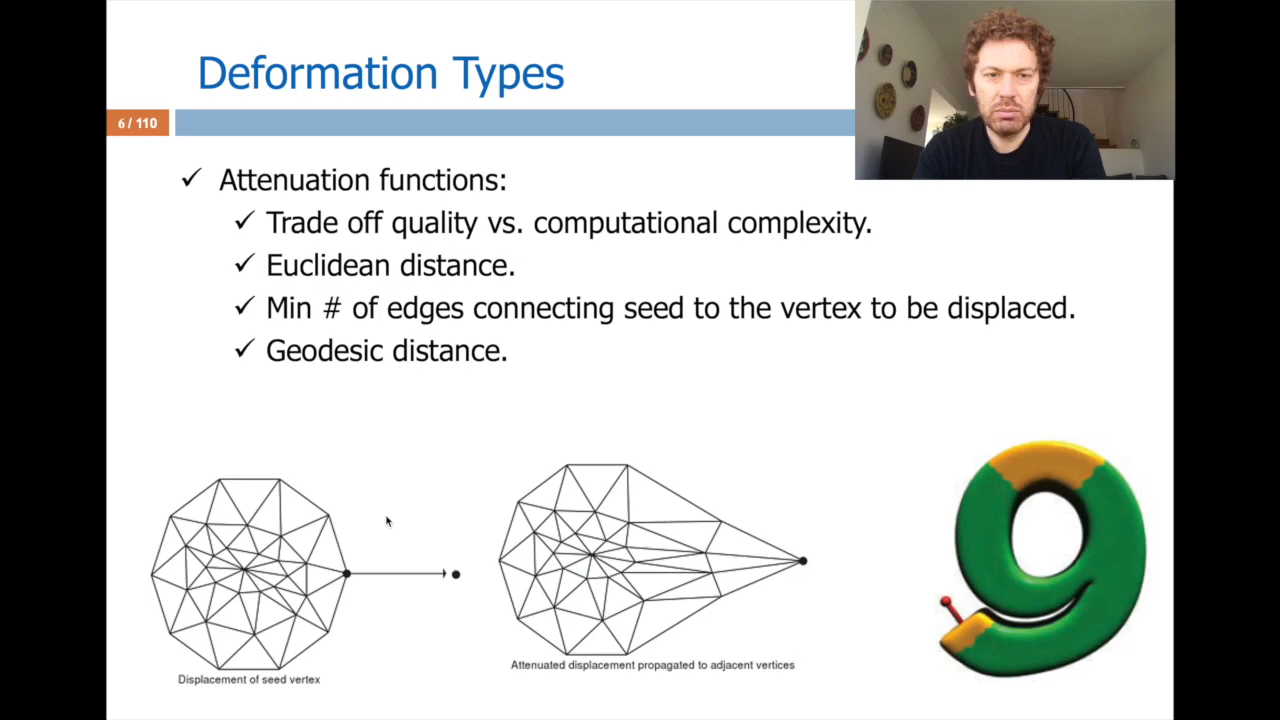 Deformation Types
6 / 110
✓ Attenuation functions:
✓ Trade off quality vs. computational complexity.
✓ Euclidean distance.
✓ Min # of edges connecting seed to the vertex to be displaced.
✓ Geodesic distance.
Displacement of seed vertex
Attenuated displacement propagated to adjacent vertices